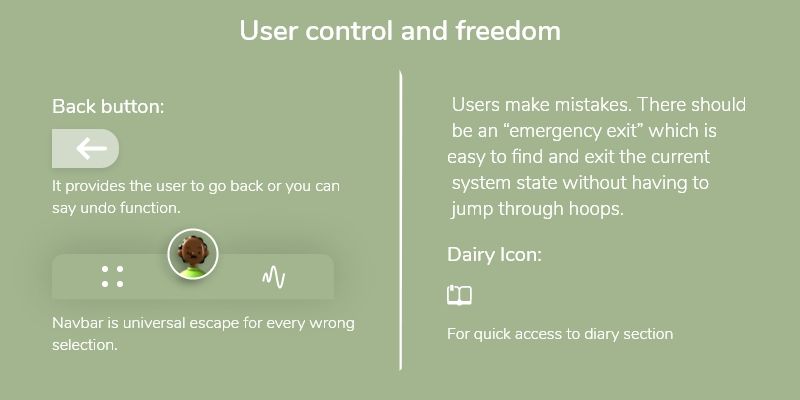 User control and freedom
Back button:
It provides the user to go back or you can
say undo function.
Navbar is universal escape for every wrong
selection.
Users make mistakes. There should
be an “emergency exit” which is
easy to find and exit the current
system state without having to
jump through hoops.
Dairy Icon:
For quick access to diary section